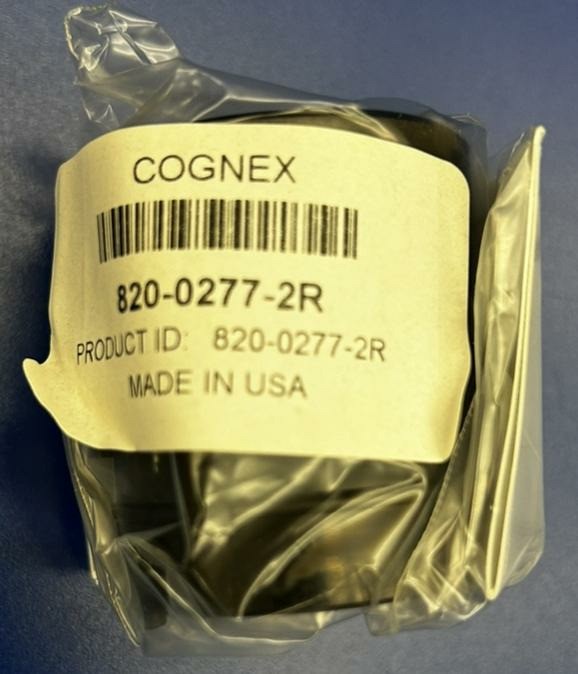 COGNEX
820-0277-2R
PRODUCT ID: 820-0277-2R
MADE IN USA